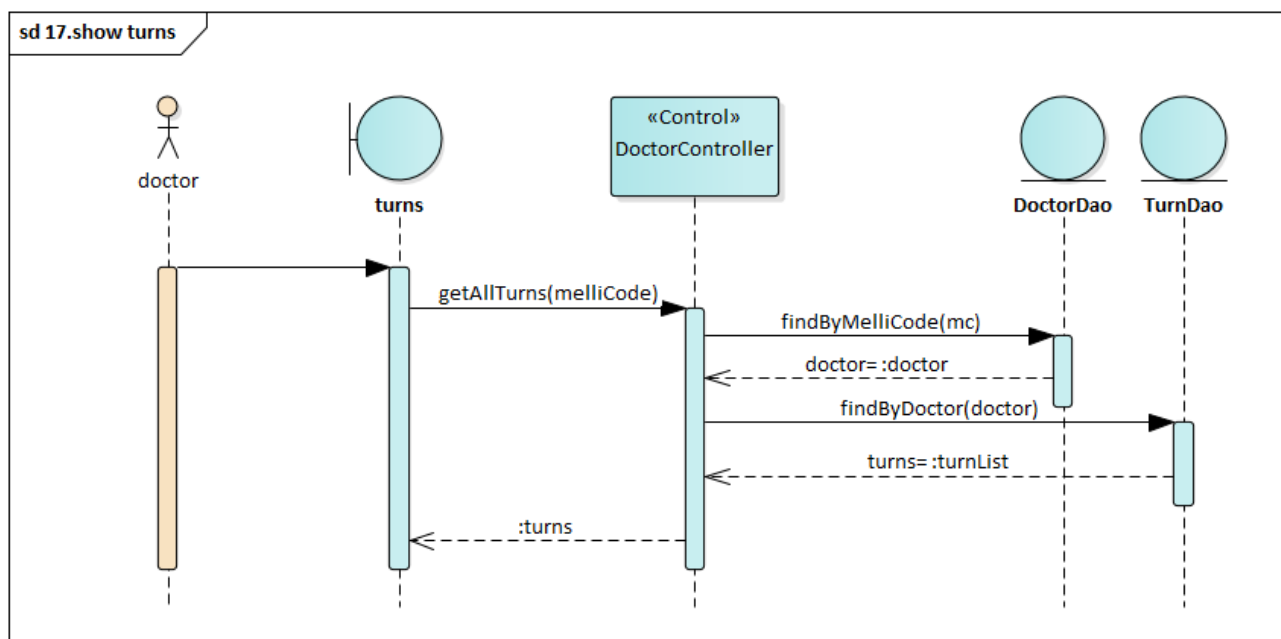 sd 17.show turns
doctor
turns
«Control»
DoctorController
DoctorDao
TurnDao
getAllTurns(melliCode)
findByMelliCode(mc)
doctor= :doctor
findByDoctor(doctor)
turns= :turnList
:turns